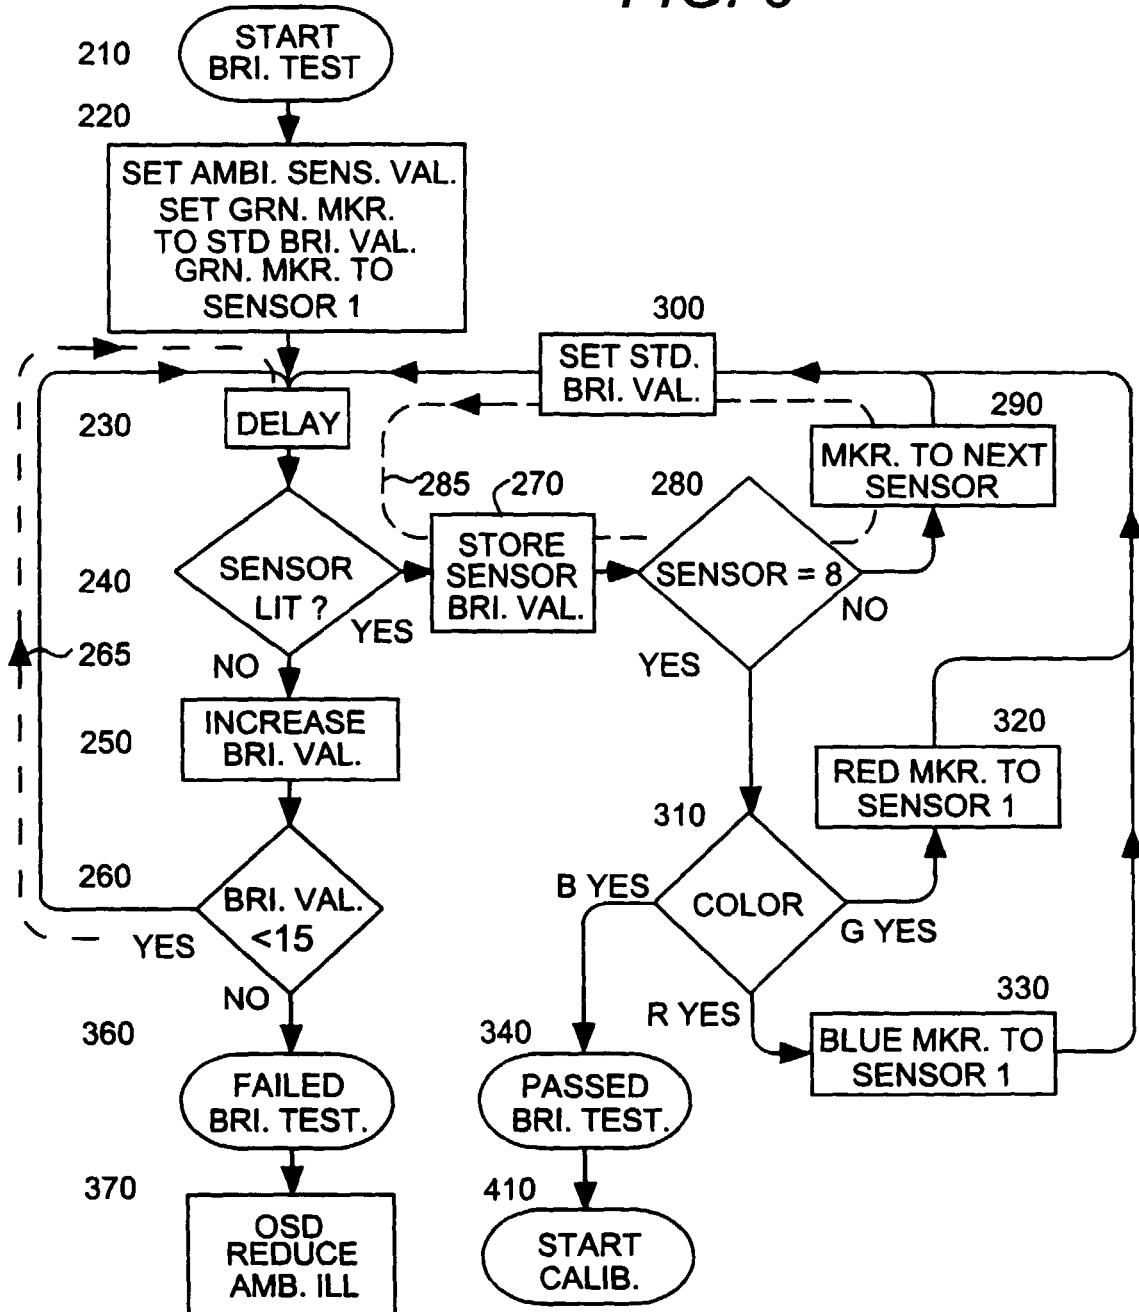 FIG.
START
BRI. TEST
210
220
SET AMBI. SENS. VAL.
SET GRN. MKR.
TO STD BRI. VAL.
GRN. MKR. TO
SENSOR 1
300
SET STD.
BRI. VAL.
230
DELAY
290
MKR. TO NEXT
SENSOR
285
270
280
STORE
SENSOR
BRI. VAL.
240
SENSOR
LIT ?
SENSOR = 8
YES
NO
265
NO
YES
250
INCREASE
BRI. VAL.
320
RED MKR. TO
SENSOR 1
310
260
BRI. VAL.
<15
YES
B YES
COLOR
G YES
NO
R YES
330
BLUE MKR. TO
SENSOR 1
360
FAILED
BRI. TEST.
340
PASSED
BRI. TEST.
370
OSD
REDUCE
AMB. ILL
410
START
CALIB.